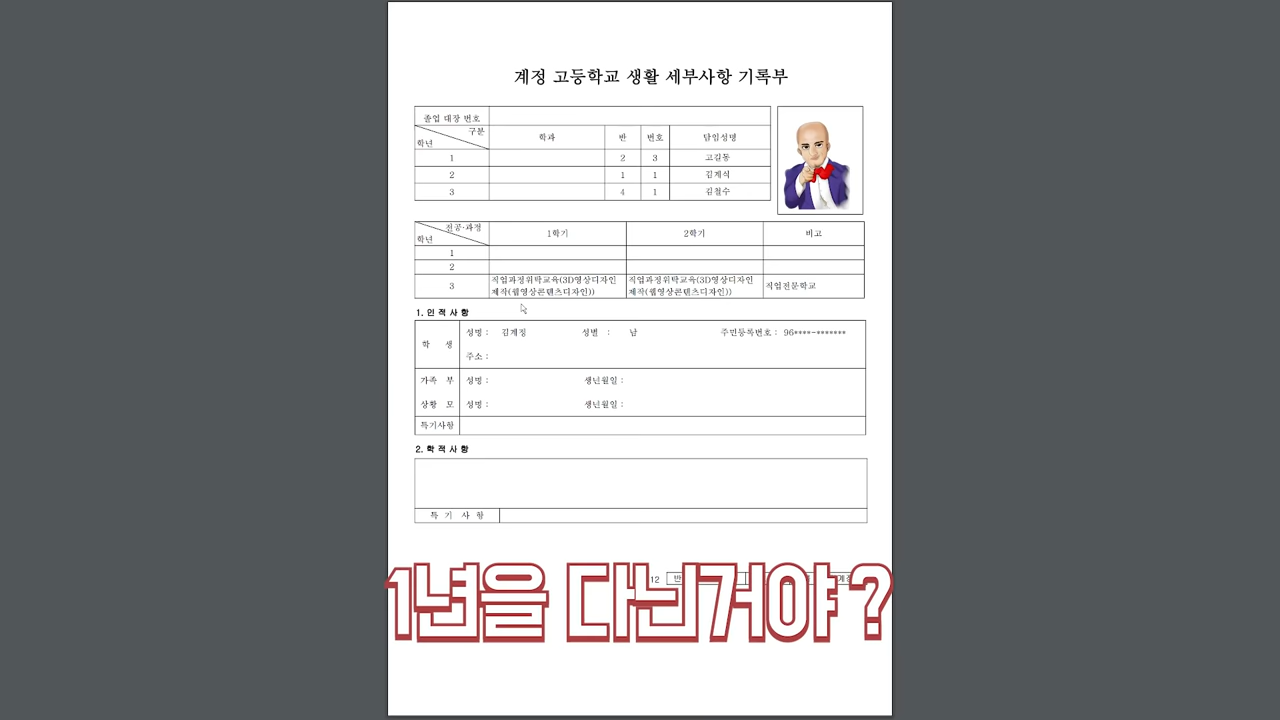 계정 고등학교 생활 세부사항 기록부
졸업 대장 번호
구분
학년
학과 반 번호 담임성명
1 2 3 고길동
2 1 1 김계석
3 4 1 김철수
전공·과정
학년
1학기 2학기 비고
1
2
3
직업과정위탁교육(3D영상디자인 직업과정위탁교육(3D영상디자인
제작(웹영상콘텐츠디자인)) 제작(웹영상콘텐츠디자인))
직업전문학교
1. 인 적 사 항
학 생
성명 : 김계정 성별 : 남 주민등록번호 : 96****-*******
주소 :
가족 부 성명 : 생년월일 :
상황 모 성명 : 생년월일 :
특기사항
2. 학 적 사 항
특 기 사 항
12 반
1년을 다닌거야?